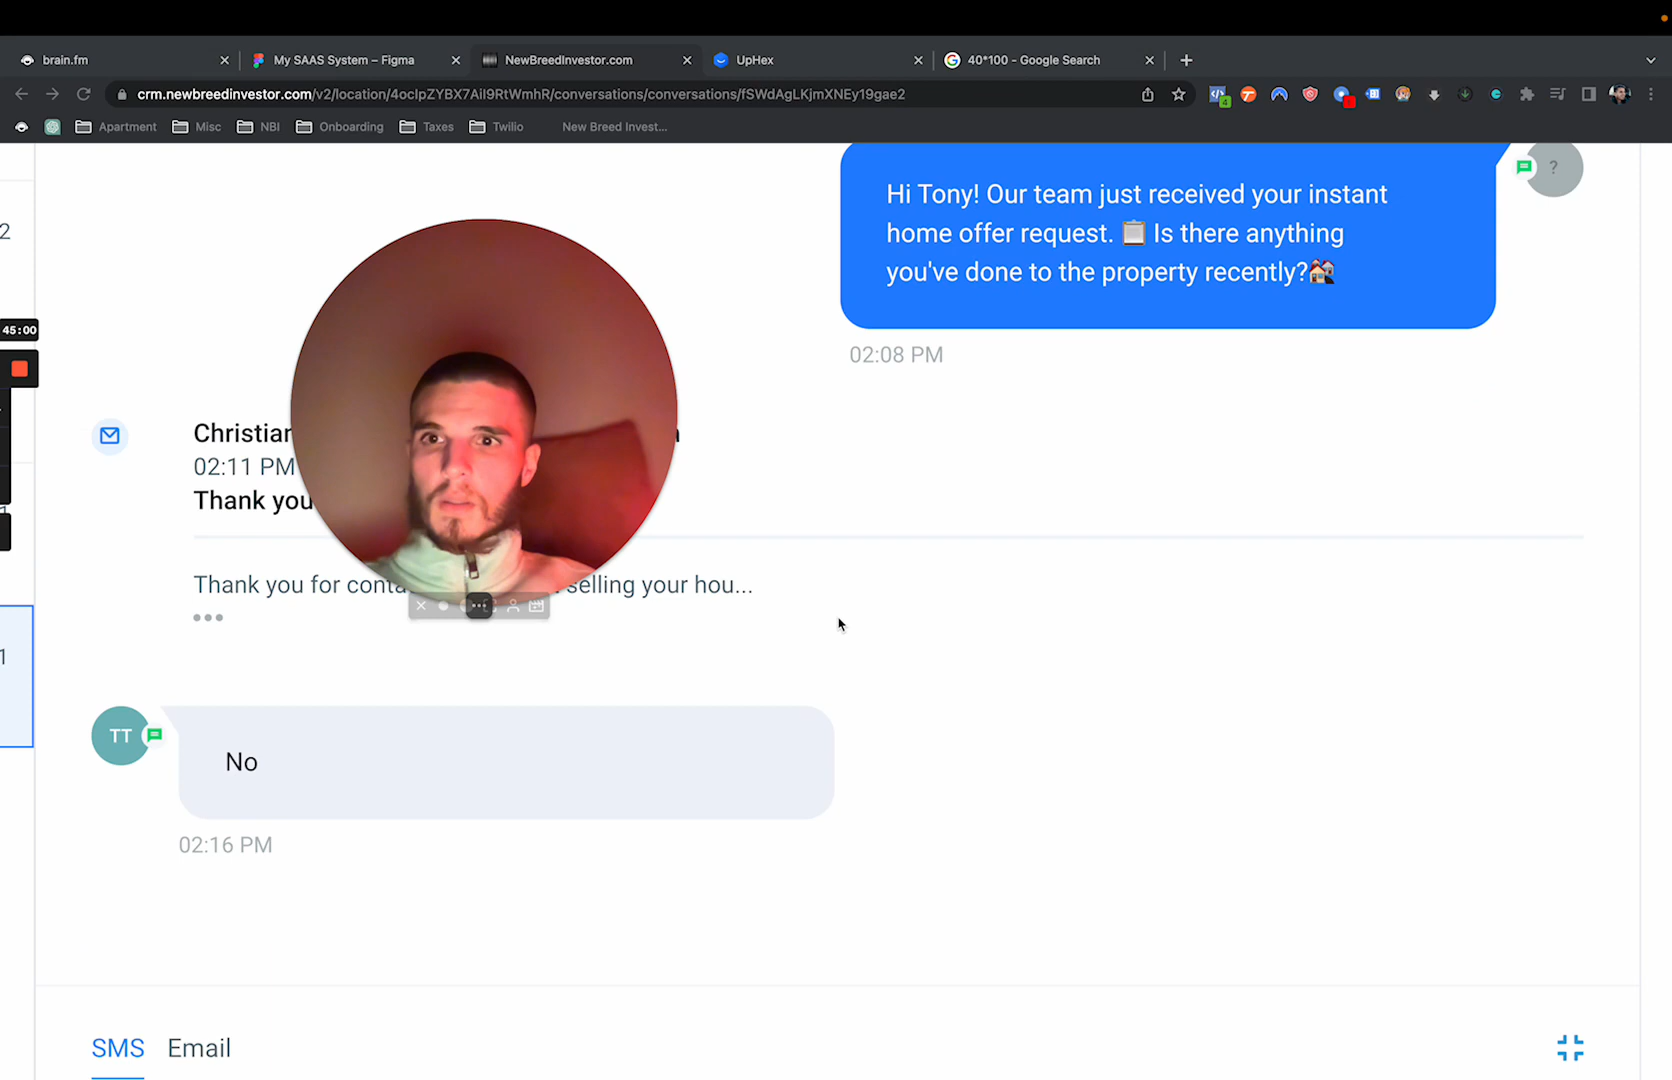 brain.fm
My SAAS System – Figma
NewBreedInvestor.com
UpHex
40*100 - Google Search
crm.newbreedinvestor.com/v2/location/4oclpZYBX7Ail9RtWmhR/conversations/conversations/fSWdAgLKjmXNEy19gae2
4
Apartment
Misc
NBI
Onboarding
Taxes
Twilio
New Breed Invest...
2
Hi Tony! Our team just received your instant
home offer request. 📋 Is there anything
you've done to the property recently?🏘
?
02:08 PM
45:00
Christian
02:11 PM
Thank you
Thank you for conta
selling your hou...
1
TT
No
02:16 PM
SMS
Email